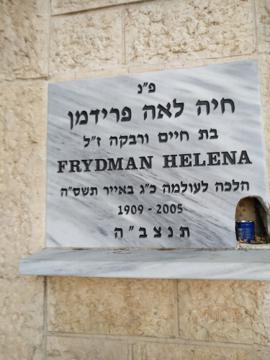 פ"נ
חיה לאה פרידמן
בת חיים ורבקה ז"ל
FRYDMAN HELENA
הלכה לעולמה כ"ג באייר תשס"ה
1909 - 2005
תנצב"ה